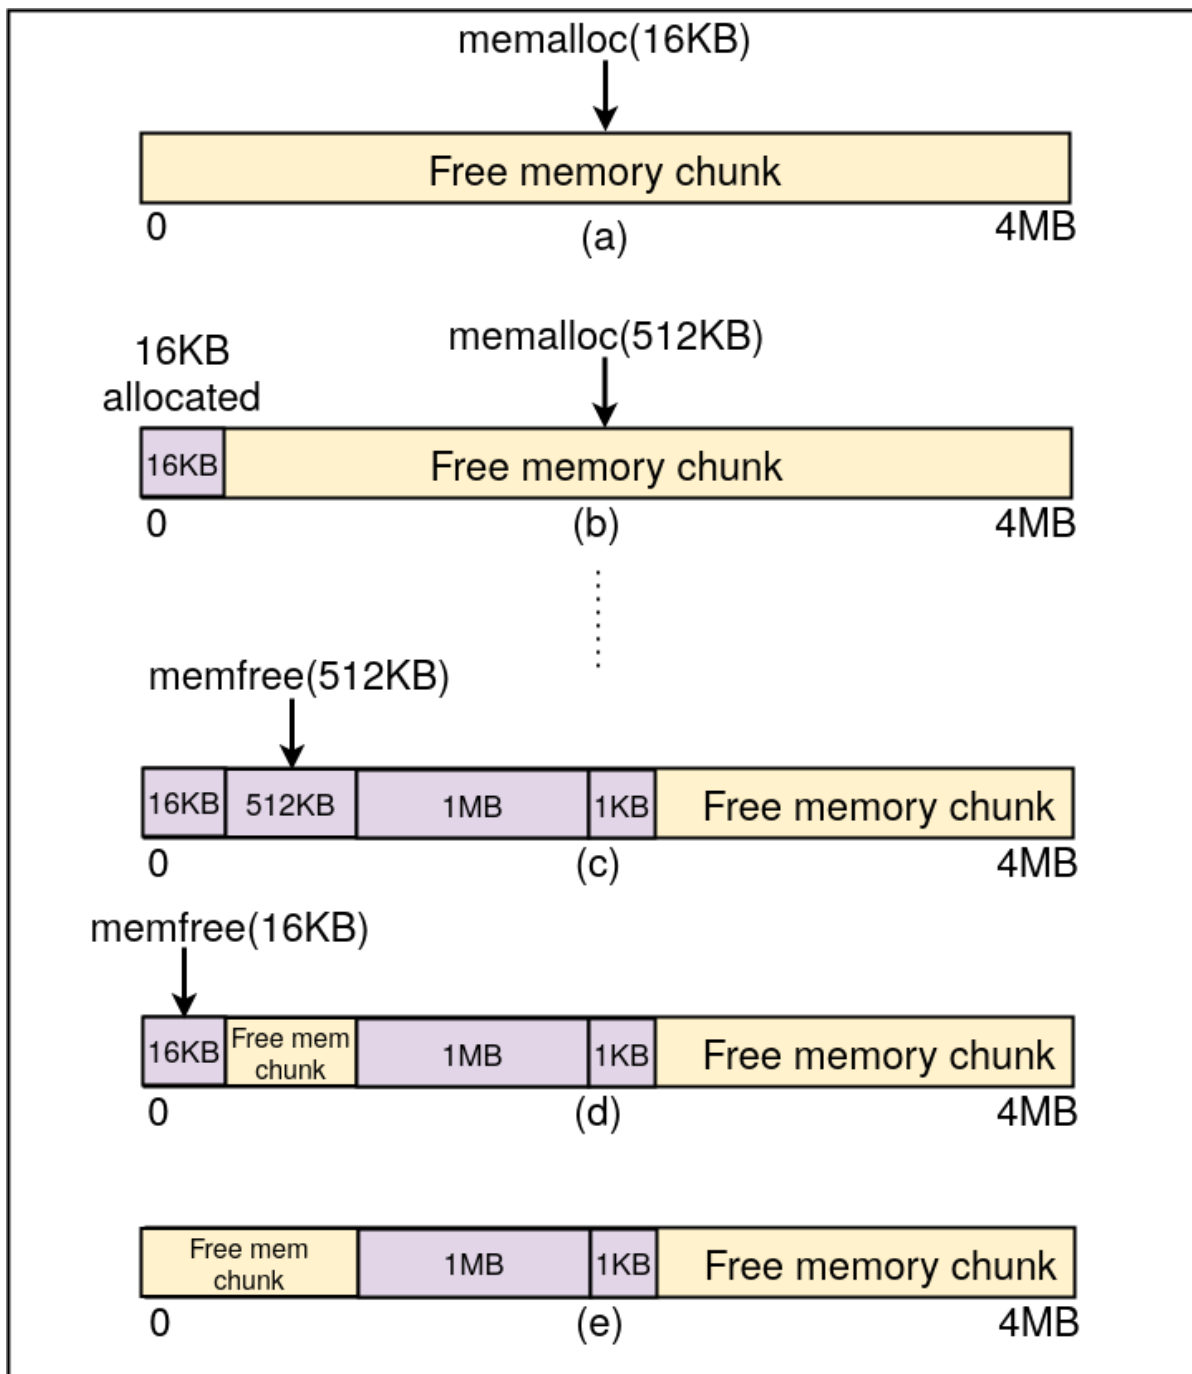 memalloc(16KB)
Free memory chunk
0 4MB
(a)
memalloc(512KB)
16KB
allocated
16KB Free memory chunk
0 (b) 4MB
memfree(512KB)
16KB 512KB 1MB 1KB Free memory chunk
0 (c) 4MB
memfree(16KB)
16KB Free mem chunk 1MB 1KB Free memory chunk
0 (d) 4MB
Free mem chunk 1MB 1KB Free memory chunk
0 (e) 4MB